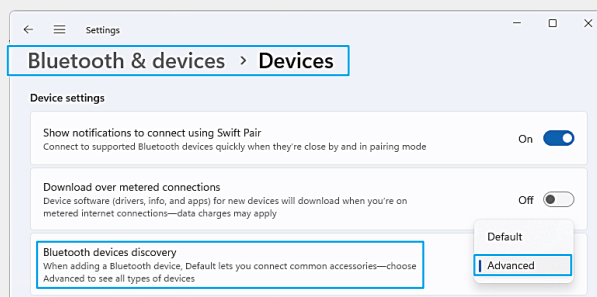 Settings
Bluetooth & devices > Devices
Device settings
Show notifications to connect using Swift Pair
Connect to supported Bluetooth devices quickly when they're close by and in pairing mode
On
Download over metered connections
Device software (drivers, info, and apps) for new devices will download when you're on
metered internet connections—data charges may apply
Off
Bluetooth devices discovery
When adding a Bluetooth device, Default lets you connect common accessories—choose
Advanced to see all types of devices
Default
Advanced